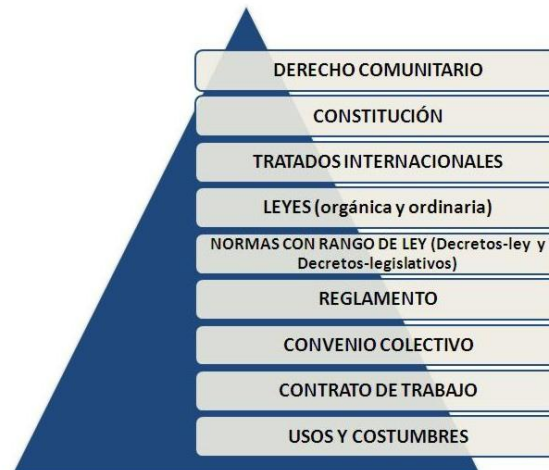 DERECHO COMUNITARIO
CONSTITUCIÓN
TRATADOS INTERNACIONALES
LEYES (orgánica y ordinaria)
NORMAS CON RANGO DE LEY (Decretos-ley y
Decretos-legislativos)
REGLAMENTO
CONVENIO COLECTIVO
CONTRATO DE TRABAJO
USOS Y COSTUMBRES